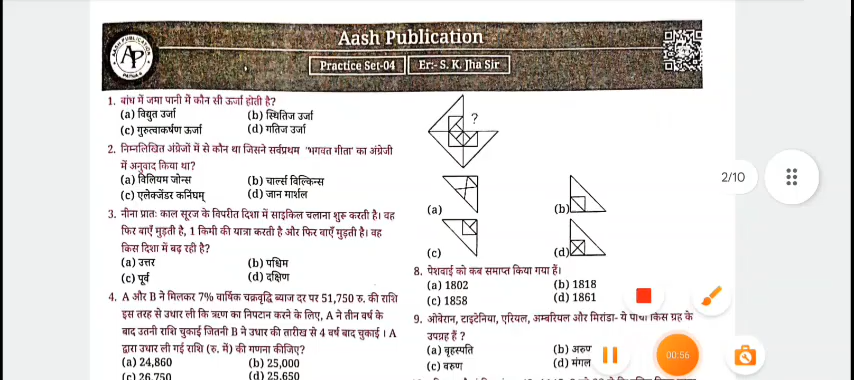 Aash Publication
Practice Set-04
Er:- S. K. Jha Sir
1. बांध में जमा पानी में कौन सी ऊर्जा होती है?
(a) विद्युत उर्जा
(b) स्थितिज उर्जा
(c) गुरुत्वाकर्षण ऊर्जा
(d) गतिज उर्जा
2. निम्नलिखित अंग्रेजों में से कौन था जिसने सर्वप्रथम 'भगवत गीता' का अंग्रेजी
में अनुवाद किया था?
(a) विलियम जोन्स
(b) चार्ल्स विल्किन्स
(c) एलेक्जेंडर कनिंघम्
(d) जान मार्शल
3. नीना प्रातः काल सूरज के विपरीत दिशा में साइकिल चलाना शुरू करती है। वह
फिर बाएँ मुड़ती है, 1 किमी की यात्रा करती है और फिर बाएँ मुड़ती है। वह
किस दिशा में बढ़ रही है?
(a) उत्तर
(b) पश्चिम
(c) पूर्व
(d) दक्षिण
4. A और B ने मिलकर 7% वार्षिक चक्रवृद्धि ब्याज दर पर 51,750 रु. की राशि
इस तरह से उधार ली कि ऋण का निपटान करने के लिए, A ने तीन वर्ष के
बाद उतनी राशि चुकाई जितनी B ने उधार की तारीख से 4 वर्ष बाद चुकाई। A
द्वारा उधार ली गई राशि (रु. में) की गणना कीजिए?
(a) 24,860
(b) 25,000
(c) 26,750
(d) 25,650
?
(a)
(b)
(c)
(d)
8. पेशवाई को कब समाप्त किया गया हैं।
(a) 1802
(b) 1818
(c) 1858
(d) 1861
9. ओबेरान, टाइटेनिया, एरियल, अम्बरियल और मिरांडा- ये पांचों किस ग्रह के
उपग्रह हैं ?
(a) वृहस्पति
(b) अरुण
(c) वरुण
(d) मंगल
2/10
00:56